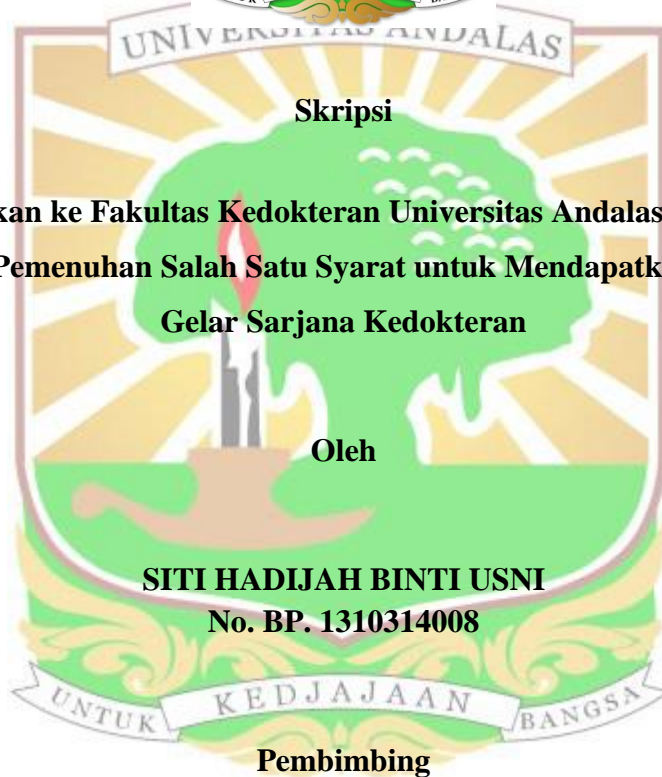 UNIVERSITAS ANDALAS
Skripsi
kan ke Fakultas Kedokteran Universitas Andalas
Pemenuhan Salah Satu Syarat untuk Mendapatk
Gelar Sarjana Kedokteran
Oleh
SITI HADIJAH BINTI USNI
No. BP. 1310314008
UNTUK KEDJAJAAN BANGSA
Pembimbing